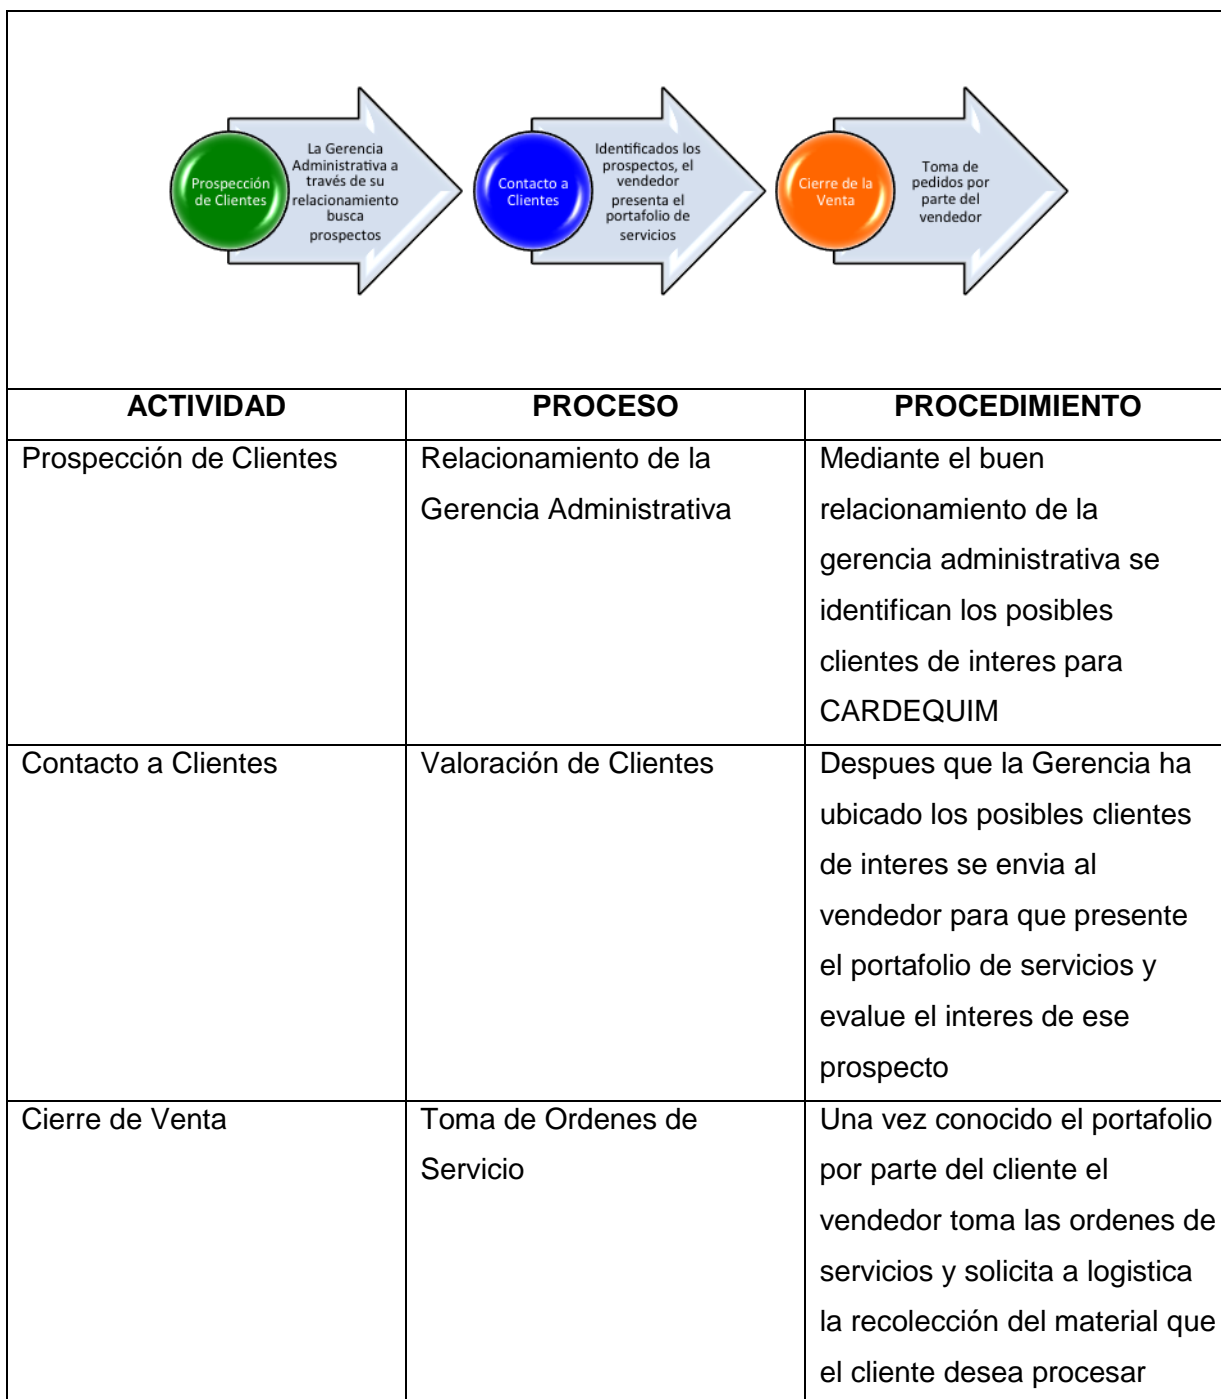 Prospección
de Clientes
La Gerencia
Administrativa a
través de su
relacionamiento
busca
prospectos
Contacto a
Clientes
Identificados los
prospectos, el
vendedor
presenta el
portafolio de
servicios
Cierre de la
Venta
Toma de
pedidos por
parte del
vendedor
ACTIVIDAD
PROCESO
PROCEDIMIENTO
Prospección de Clientes
Relacionamiento de la
Gerencia Administrativa
Mediante el buen
relacionamiento de la
gerencia administrativa se
identifican los posibles
clientes de interes para
CARDEQUIM
Contacto a Clientes
Valoración de Clientes
Despues que la Gerencia ha
ubicado los posibles clientes
de interes se envia al
vendedor para que presente
el portafolio de servicios y
evalue el interes de ese
prospecto
Cierre de Venta
Toma de Ordenes de
Servicio
Una vez conocido el portafolio
por parte del cliente el
vendedor toma las ordenes de
servicios y solicita a logistica
la recolección del material que
el cliente desea procesar